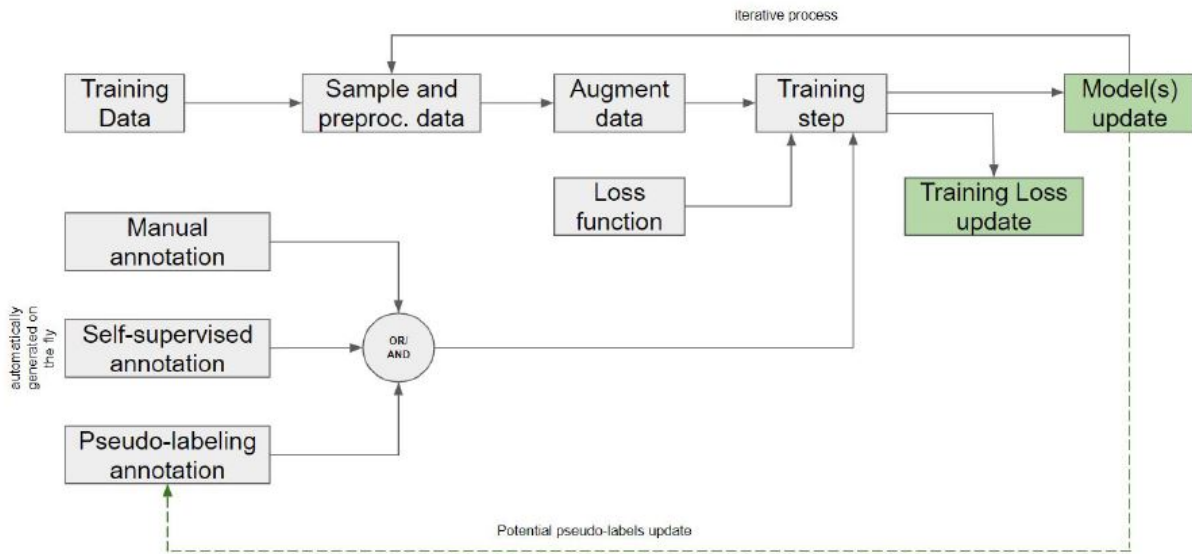 iterative process
Training
Data
Sample and
preproc. data
Augment
data
Training
step
Model(s)
update
Loss
function
Training Loss
update
Manual
annotation
automatically
generated on
the fly
Self-supervised
annotation
OR/
AND
Pseudo-labeling
annotation
Potential pseudo-labels update